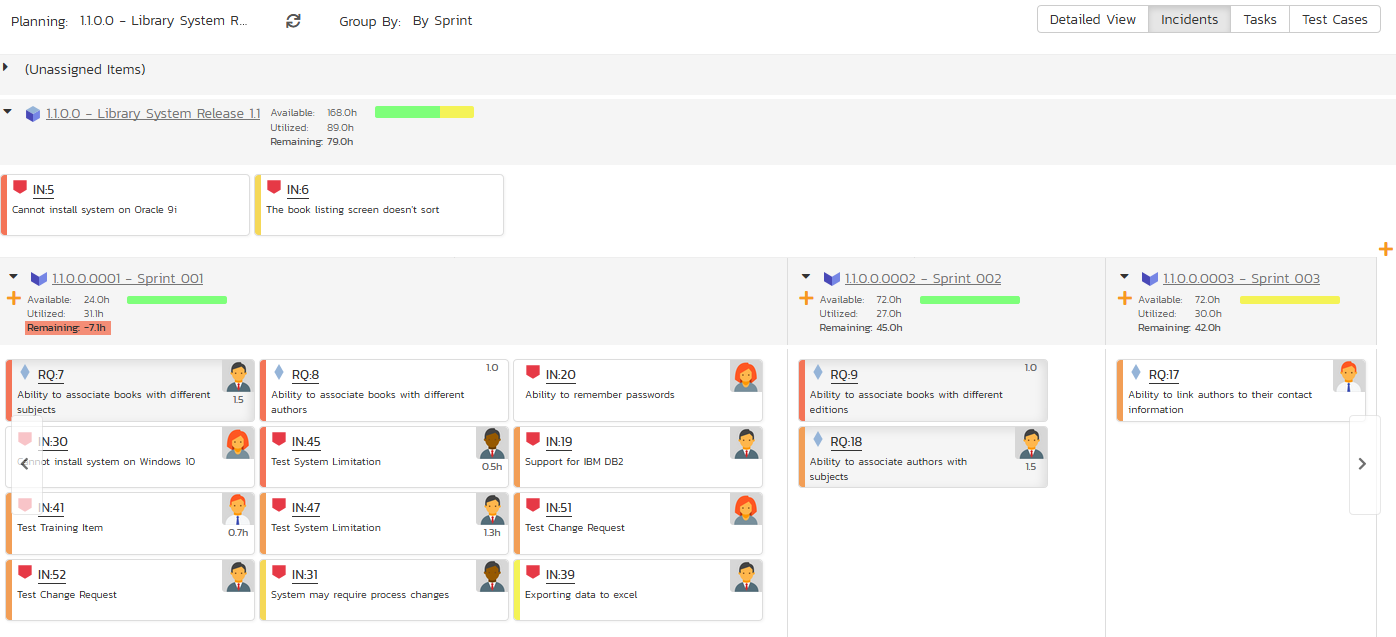 Planning: 1.1.0.0 - Library System R...
Group By: By Sprint
Detailed View
Incidents
Tasks
Test Cases
(Unassigned Items)
1.1.0.0 - Library System Release 1.1
Available: 168.0h
Utilized: 89.0h
Remaining: 79.0h
IN:5
Cannot install system on Oracle 9i
IN:6
The book listing screen doesn't sort
1.1.0.0.0001 - Sprint 001
Available: 24.0h
Utilized: 31.1h
Remaining: -7.1h
1.1.0.0.0002 - Sprint 002
Available: 72.0h
Utilized: 27.0h
Remaining: 45.0h
1.1.0.0.0003 - Sprint 003
Available: 72.0h
Utilized: 30.0h
Remaining: 42.0h
RQ:7
Ability to associate books with different
subjects
1.5
RQ:8
1.0
Ability to associate books with different
authors
IN:20
Ability to remember passwords
RQ:9
1.0
Ability to associate books with different
editions
RQ:17
Ability to link authors to their contact
information
IN:30
Cannot install system on Windows 10
IN:45
Test System Limitation
0.5h
IN:19
Support for IBM DB2
RQ:18
Ability to associate authors with
subjects
1.5
IN:41
Test Training Item
0.7h
IN:47
Test System Limitation
1.3h
IN:51
Test Change Request
IN:52
Test Change Request
IN:31
System may require process changes
IN:39
Exporting data to excel